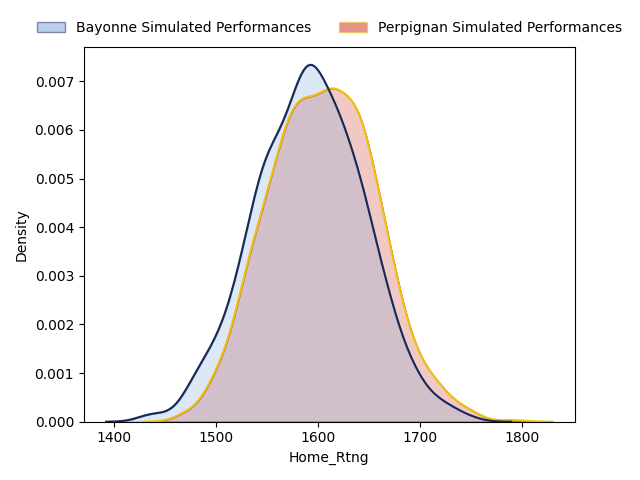 Bayonne Simulated Performances
Perpignan Simulated Performances
Density
0.007
0.006
0.005
0.004
0.003
0.002
0.001
0.000
1400 1500 1600 1700 1800
Home_Rtng